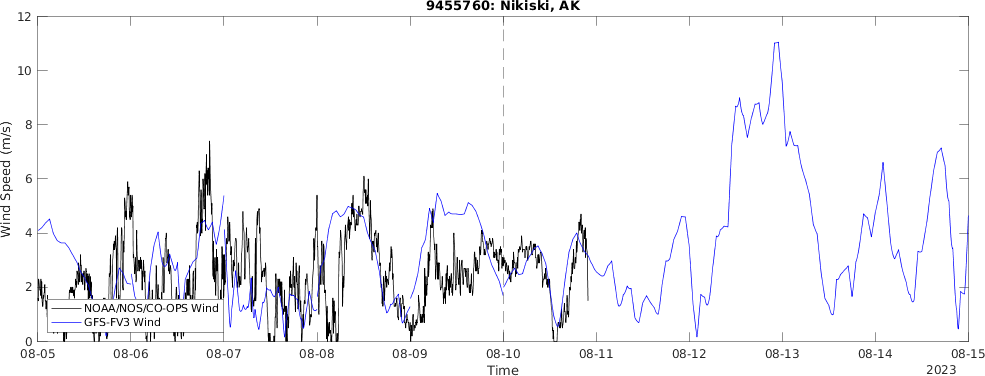 9455760: Nikiski, AK
12
10
8
6
4
2
0
Wind Speed (m/s)
NOAA/NOS/CO-OPS Wind
GFS-FV3 Wind
08-05 08-06 08-07 08-08 08-09 08-10 08-11 08-12 08-13 08-14 08-15
Time
2023